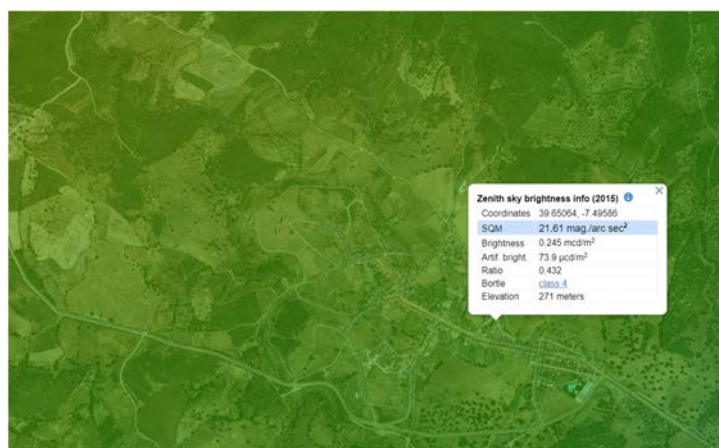 Zenith sky brightness info (2015)
Coordinates 39.65064, -7.49586
SQM 21.61 mag./arc sec²
Brightness 0.245 mcd/m²
Artif. bright. 73.9 μcd/m²
Ratio 0.432
Bortle class 4
Elevation 271 meters